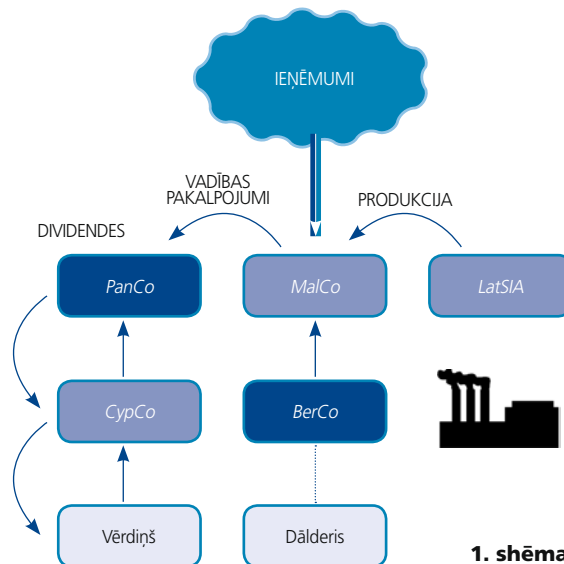 IEŅĒMUMI
VADĪBAS
PAKALPOJUMI
PRODUKCIJA
DIVIDENDES
PanCo
MalCo
LatSIA
CypCo
BerCo
Vērdiņš
Dālderis
1. shēma